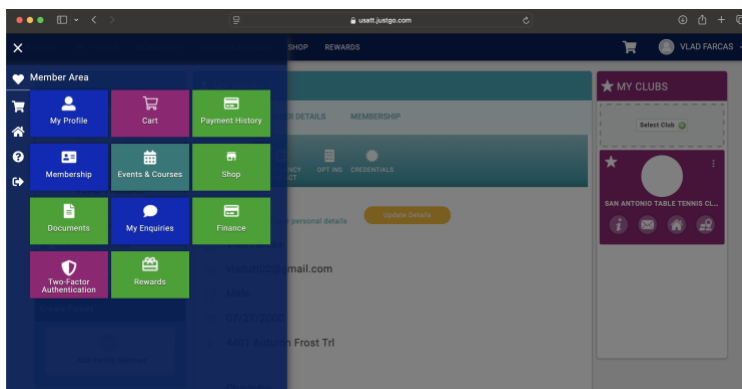 usatt.justgo.com
SHOP REWARDS
VLAD FARCAS
Member Area
My Profile
Cart
Payment History
Membership
Events & Courses
Shop
Documents
My Enquiries
Finance
Two-Factor
Authentication
Rewards
DETAILS MEMBERSHIP
OPT INS CREDENTIALS
personal details
Update Details
mail.com
Frost Trl
MY CLUBS
Select Club
SAN ANTONIO TABLE TENNIS CL...